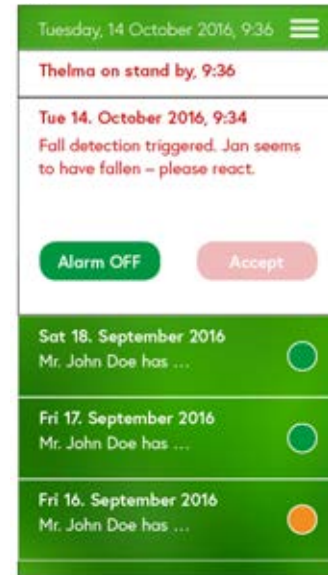 Tuesday, 14 October 2016, 9:36
Thelma on stand by, 9:36
Tue 14. October 2016, 9:34
Fall detection triggered. Jan seems
to have fallen – please react.
Alarm OFF
Accept
Sat 18. September 2016
Mr. John Doe has ...
Fri 17. September 2016
Mr. John Doe has ...
Fri 16. September 2016
Mr. John Doe has ...